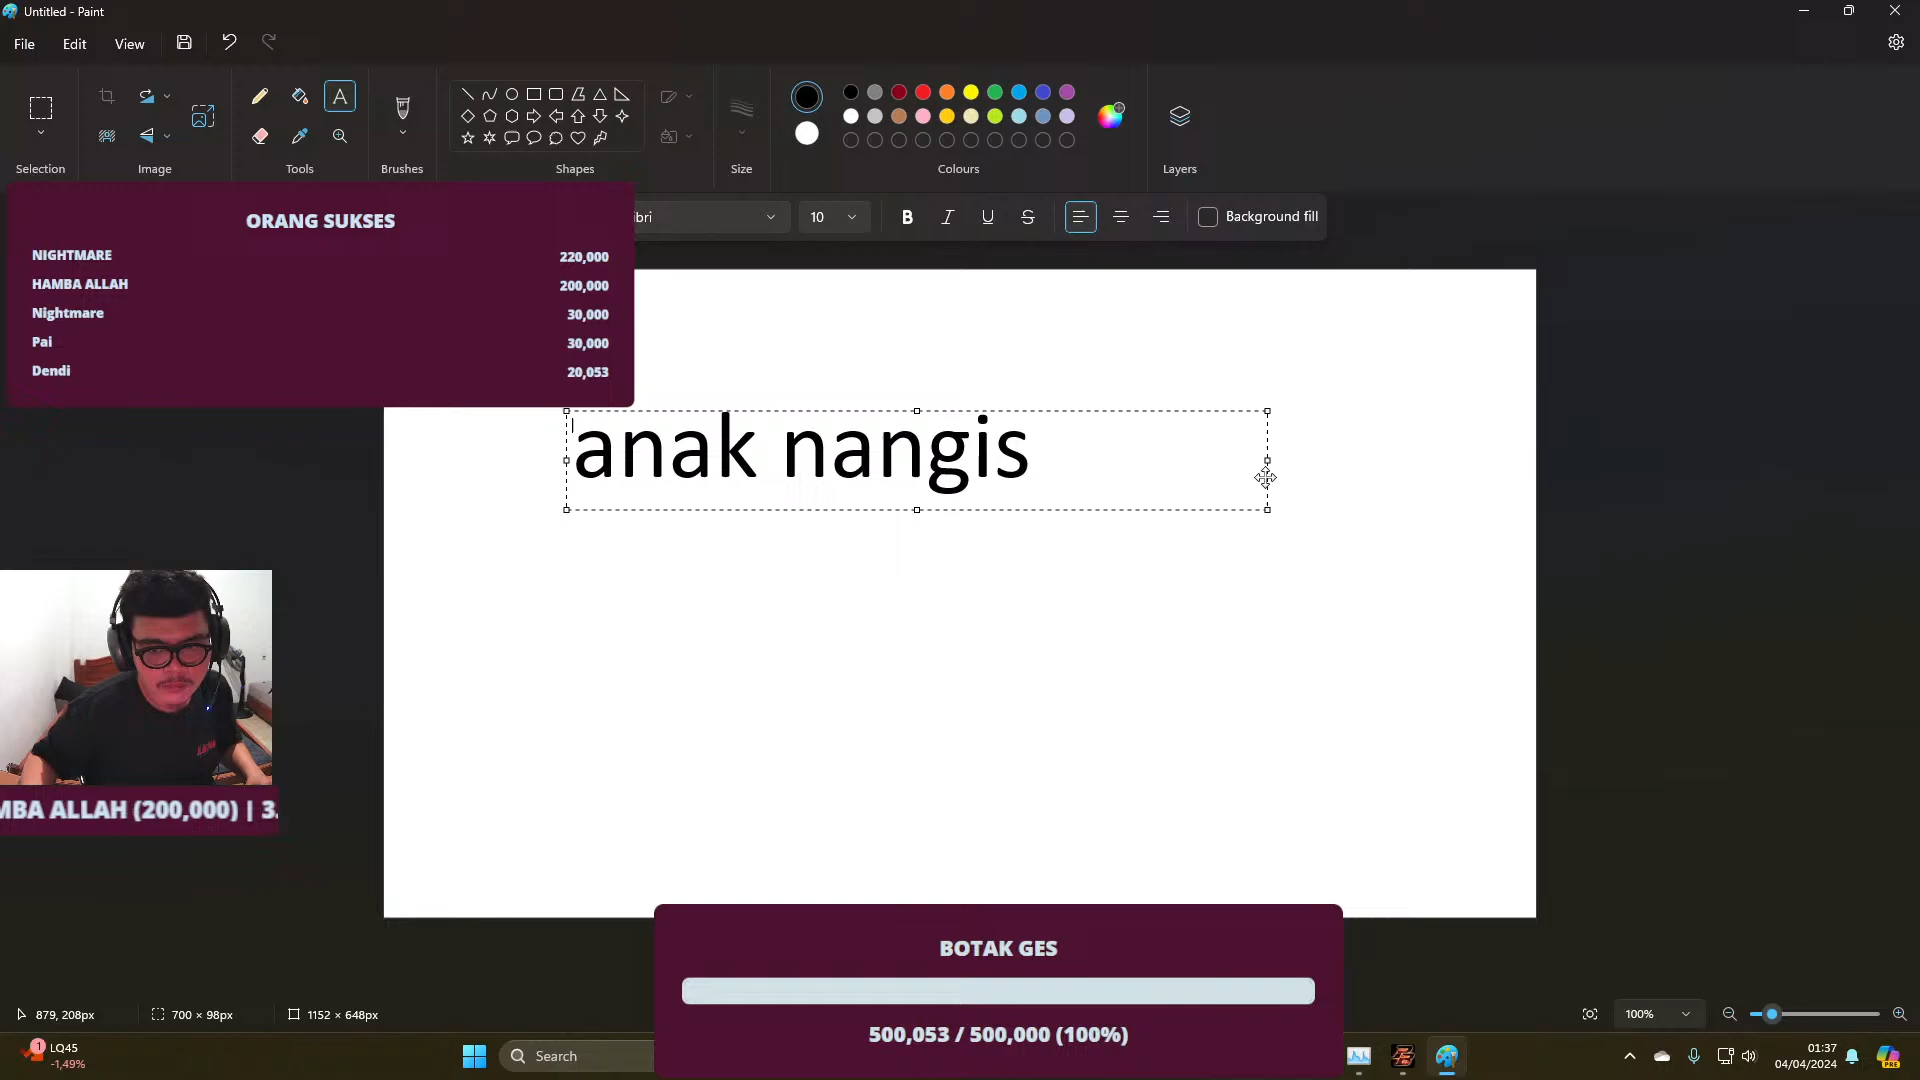 Untitled - Paint
File Edit View
Selection Image Tools Brushes Shapes Size Colours Layers
ORANG SUKSES
NIGHTMARE 220,000
HAMBA ALLAH 200,000
Nightmare 30,000
Pai 30,000
Dendi 20,053
ibri 10 B I U S Background fill
anak nangis
MBA ALLAH (200,000) | 3.
BOTAK GES
500,053 / 500,000 (100%)
879, 208px 700 × 98px 1152 × 648px 100%
1 LQ45
-1,49%
Search
01:37
04/04/2024
PRE